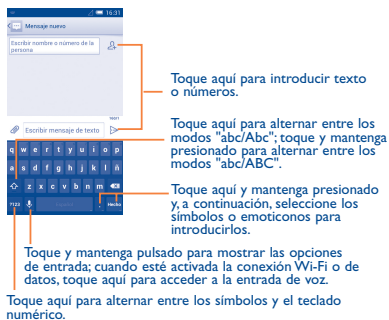 16:31
Mensaje nuevo
Escribir nombre o número de la
persona
Toque aquí para introducir texto
o números.
Escribir mensaje de texto
Toque aquí para alternar entre los
modos "abc/Abc"; toque y mantenga
presionado para alternar entre los
modos "abc/ABC".
q w e r t y u i o p
a s d f g h j k l ñ
z x c v b n m
?123 Español . Hecho
Toque aquí y mantenga presionado
y, a continuación, seleccione los
símbolos o emoticonos para
introducirlos.
Toque y mantenga pulsado para mostrar las opciones
de entrada; cuando esté activada la conexión Wi-Fi o de
datos, toque aquí para acceder a la entrada de voz.
Toque aquí para alternar entre los símbolos y el teclado
numérico.